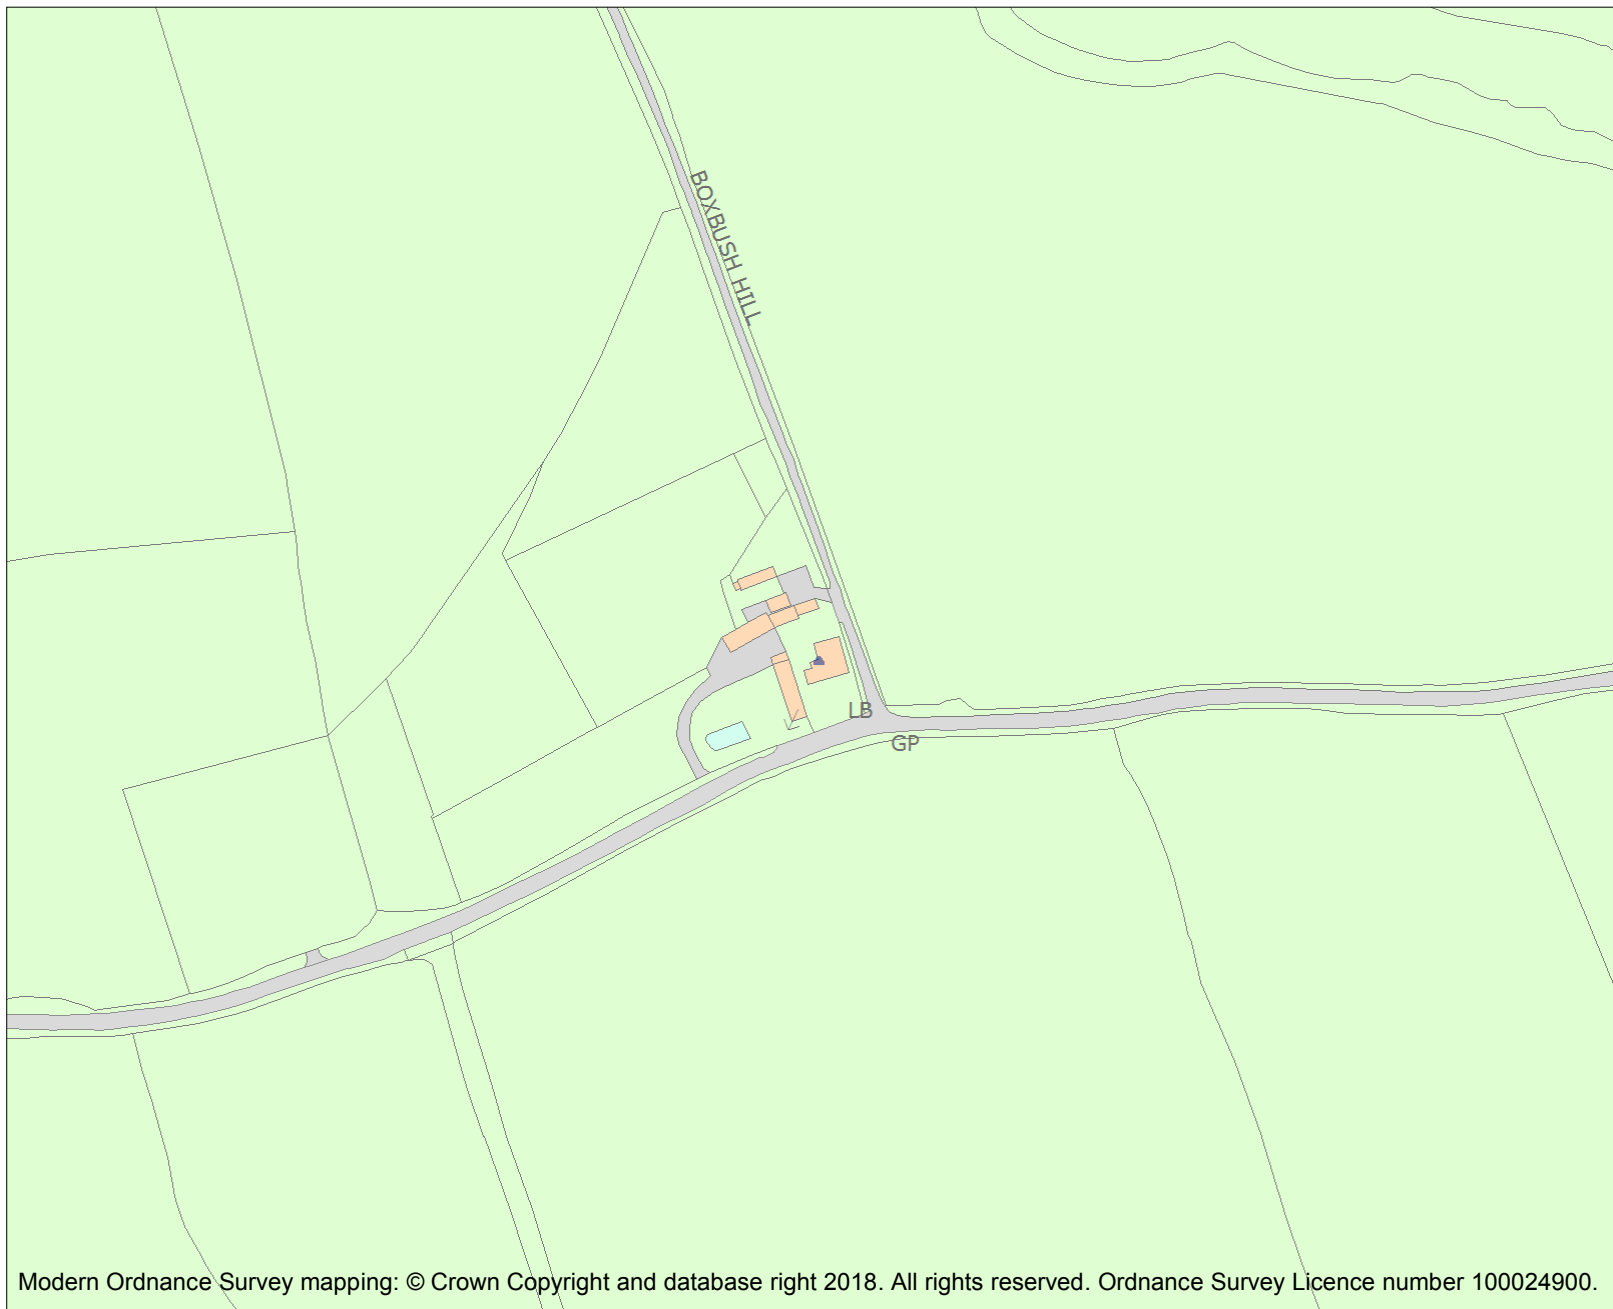 BOXBUSH HILL
LB
GP
Modern Ordnance Survey mapping: © Crown Copyright and database right 2018. All rights reserved. Ordnance Survey Licence number 100024900.